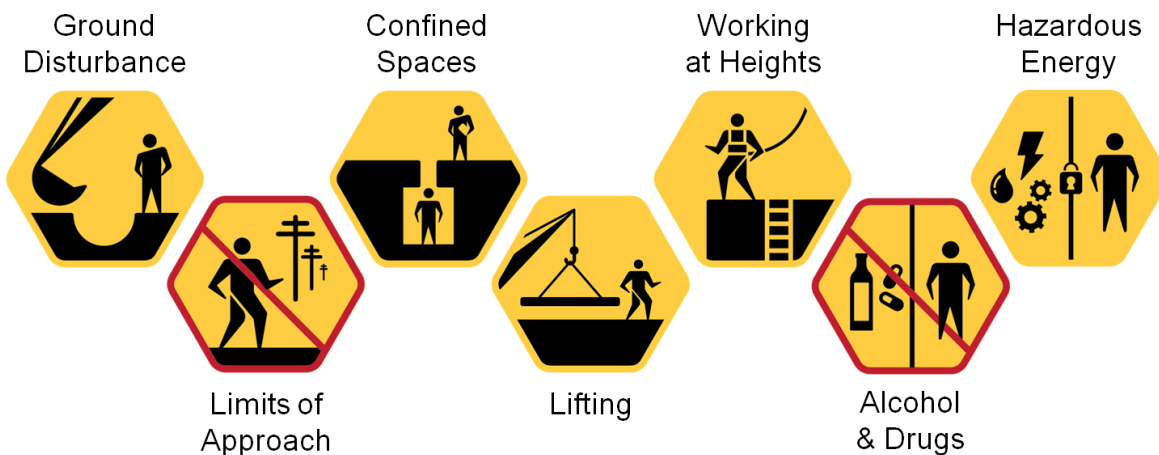 Ground
Disturbance
Confined
Spaces
Working
at Heights
Hazardous
Energy
Limits of
Approach
Lifting
Alcohol
& Drugs